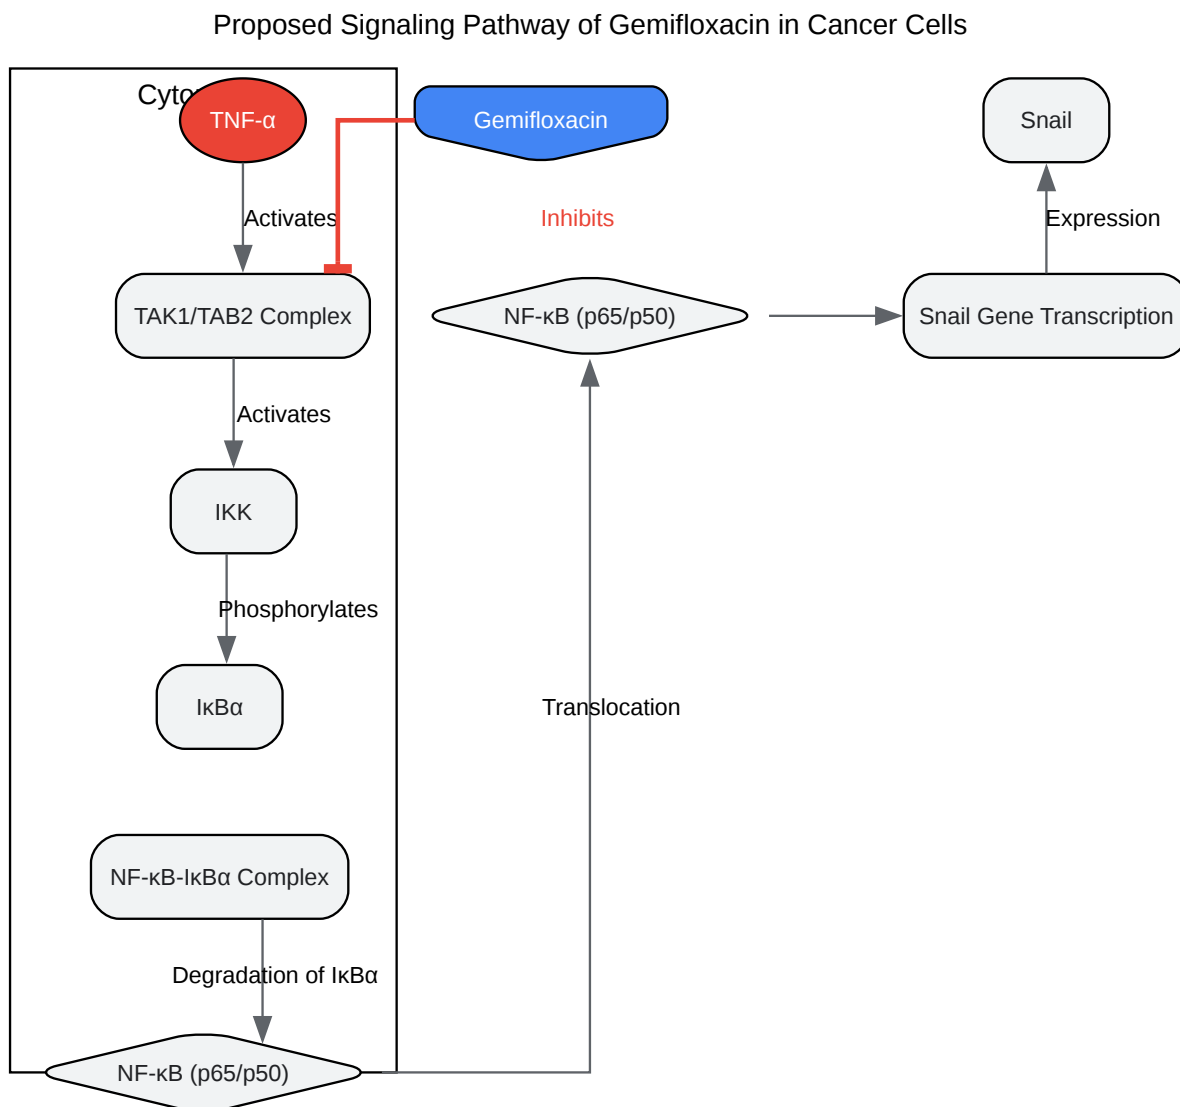 Proposed Signaling Pathway of Gemifloxacin in Cancer Cells
TNF-α
Gemifloxacin
Snail
Activates
Inhibits
Expression
TAK1/TAB2 Complex
NF-κB (p65/p50)
Snail Gene Transcription
Activates
IKK
Phosphorylates
IκBα
Translocation
NF-κB-IκBα Complex
Degradation of IκBα
NF-κB (p65/p50)